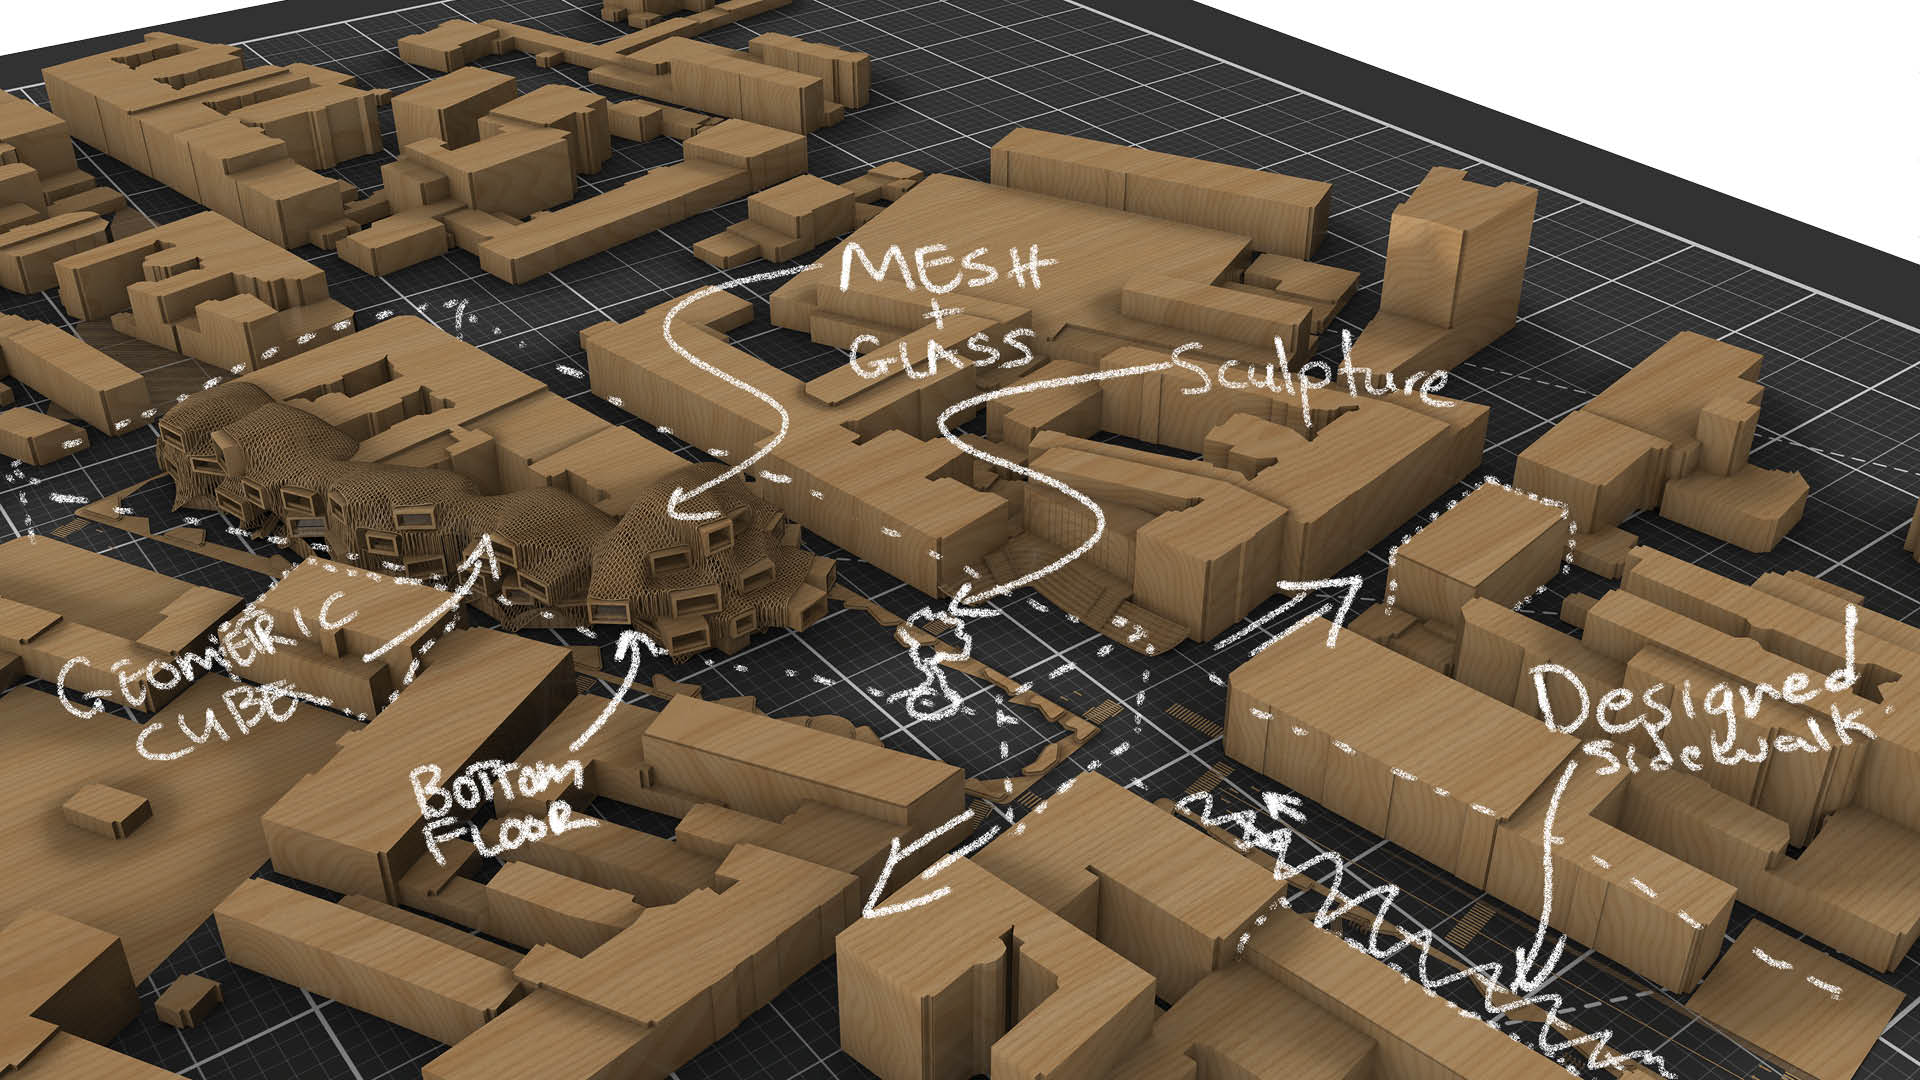 MESH
+
GLASS
Sculpture
GEOMETRIC
CUBE
BOTTOM
FLOOR
Designed
sidewalk